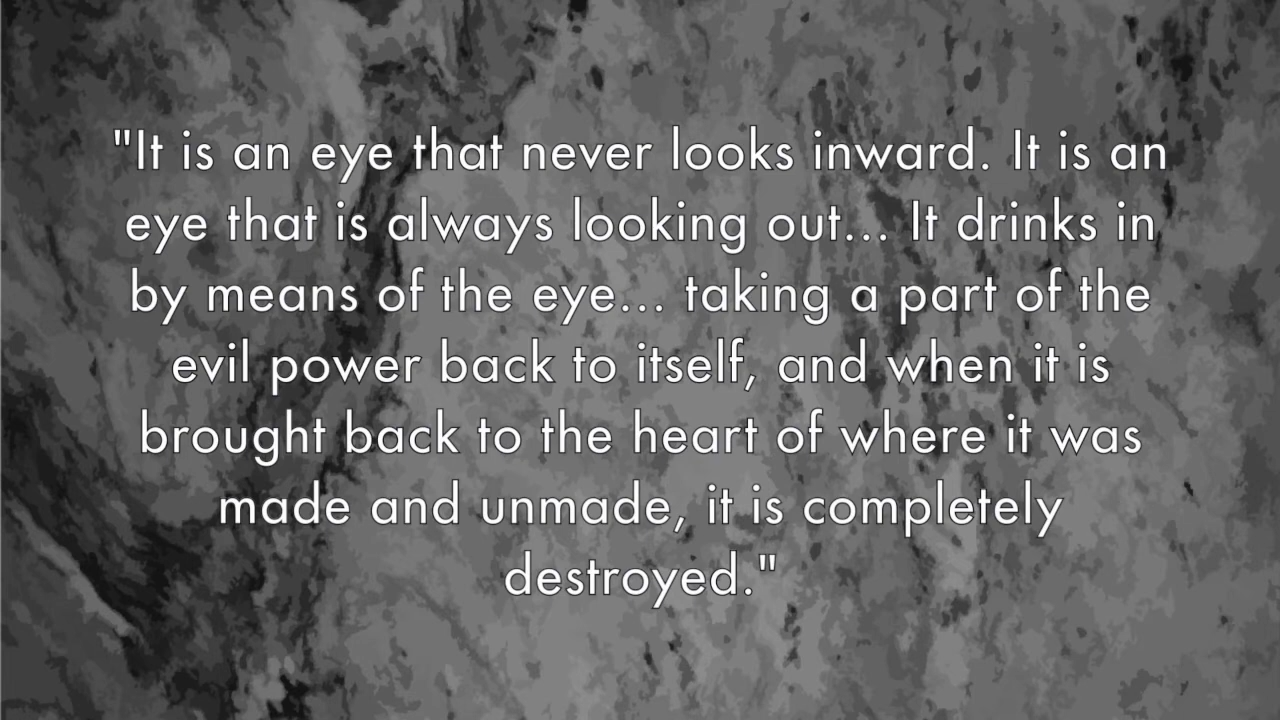 "It is an eye that never looks inward. It is an
eye that is always looking out... It drinks in
by means of the eye... taking a part of the
evil power back to itself, and when it is
brought back to the heart of where it was
made and unmade, it is completely
destroyed."